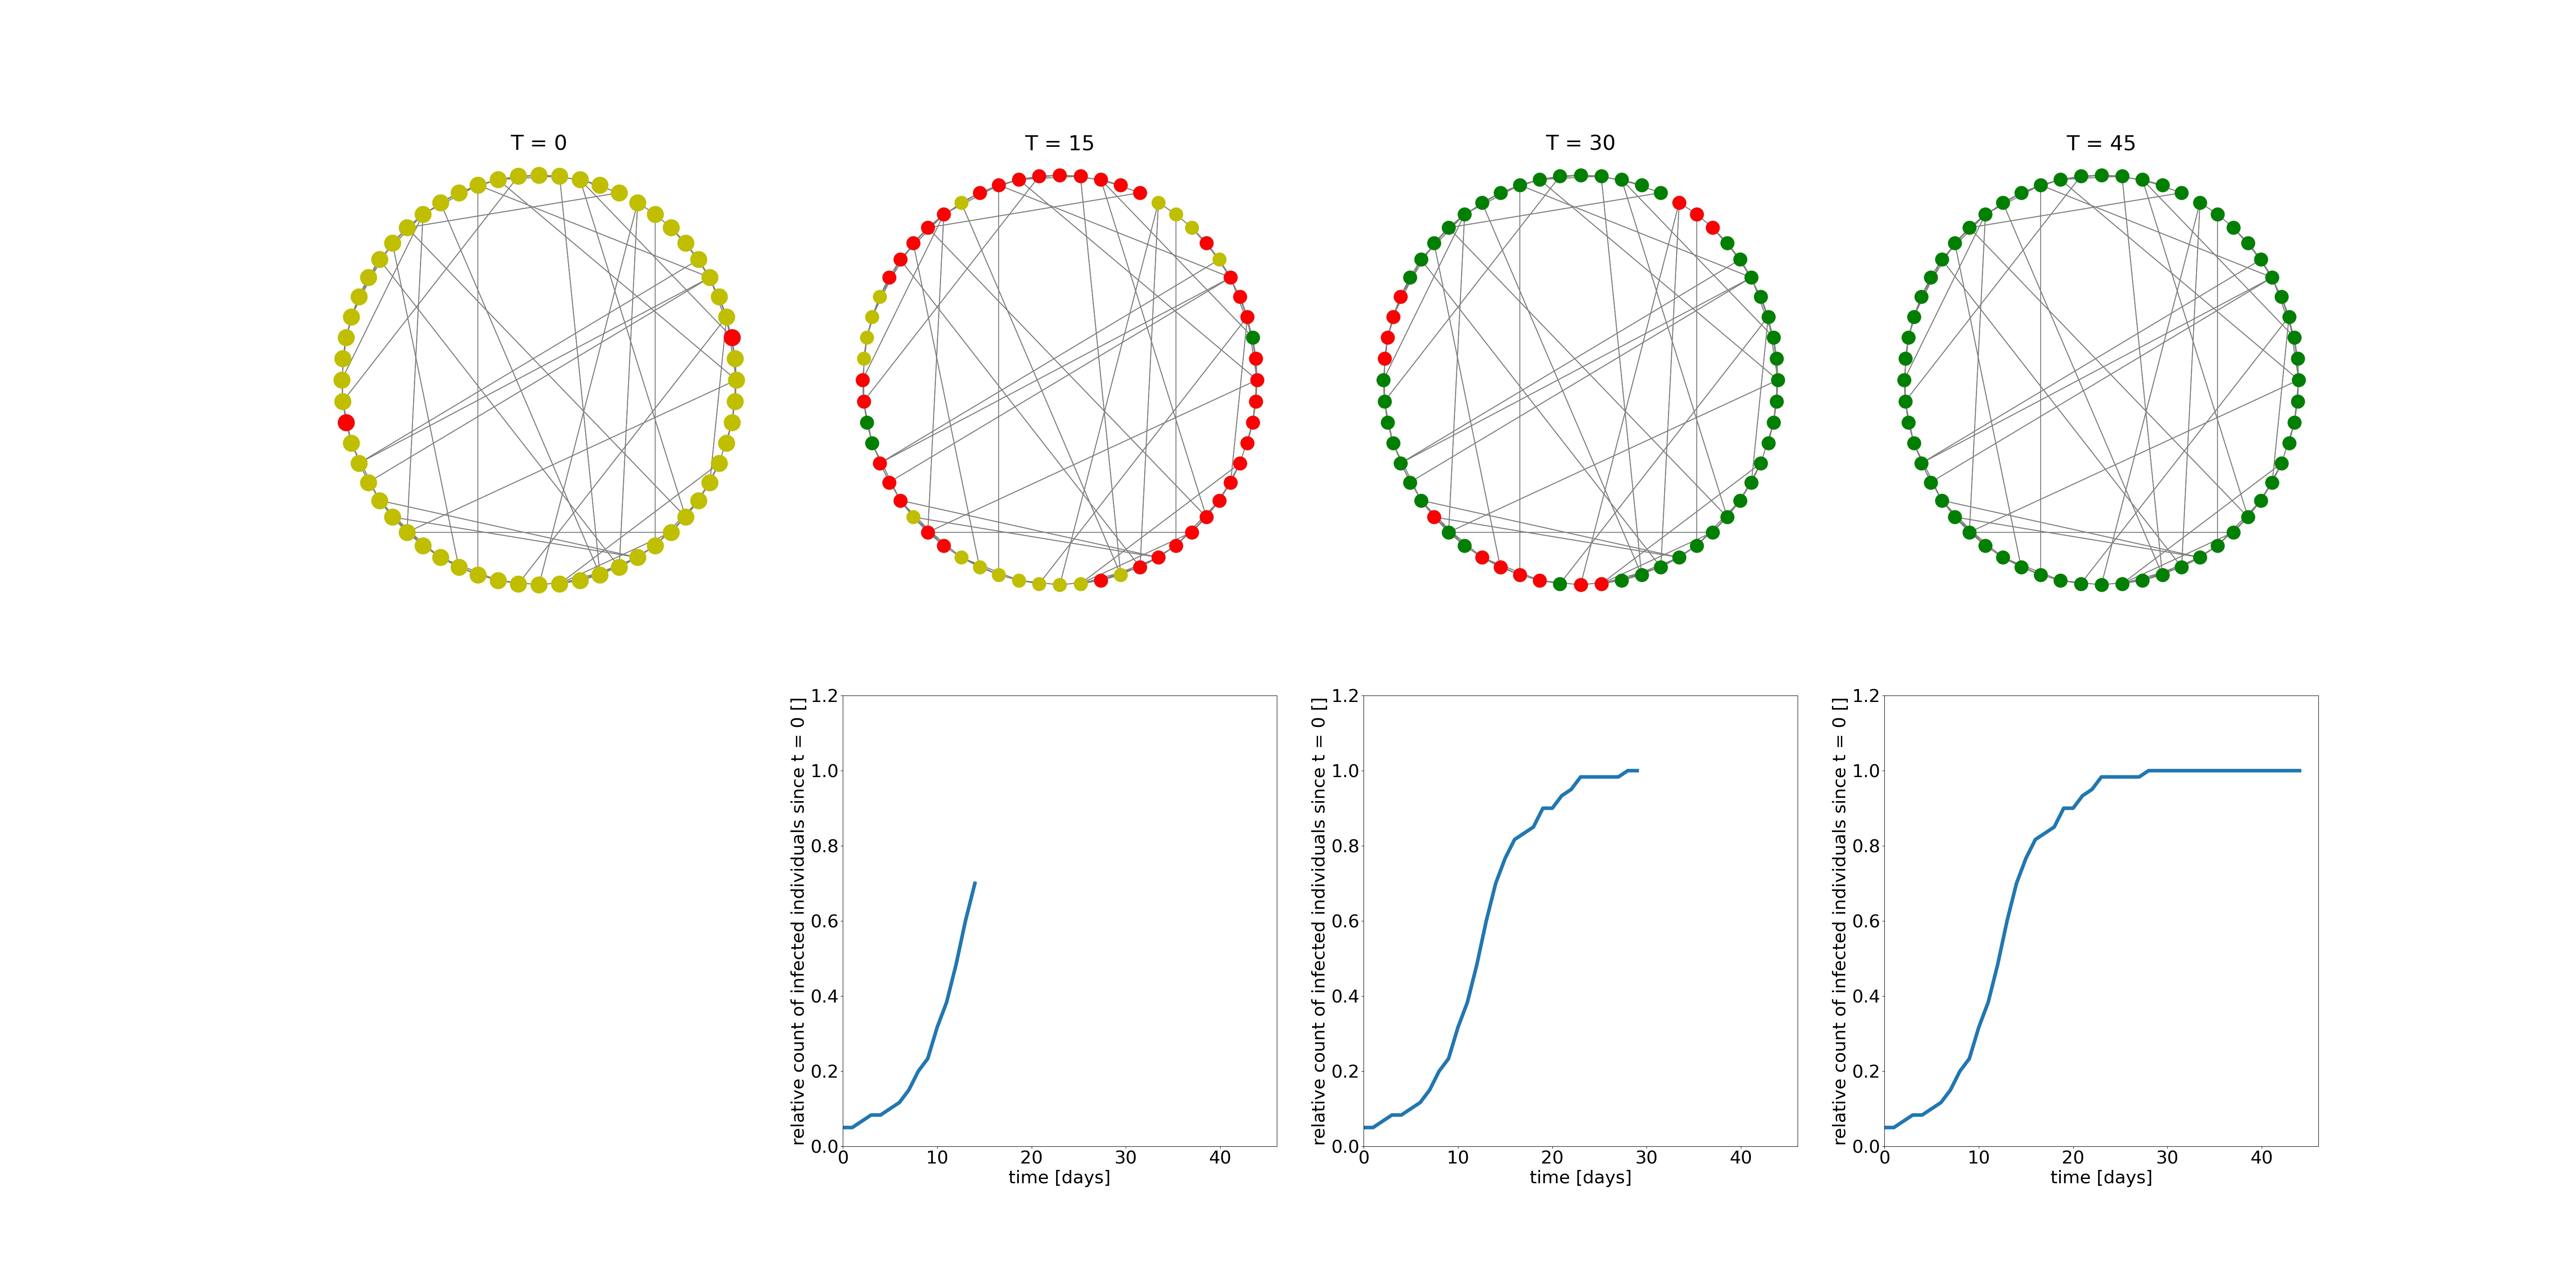 T = 0
T = 15
T = 30
T = 45
relative count of infected individuals since t = 0 []
1.2
1.0
0.8
0.6
0.4
0.2
0.0
0 10 20 30 40
time [days]
relative count of infected individuals since t = 0 []
1.2
1.0
0.8
0.6
0.4
0.2
0.0
0 10 20 30 40
time [days]
relative count of infected individuals since t = 0 []
1.2
1.0
0.8
0.6
0.4
0.2
0.0
0 10 20 30 40
time [days]